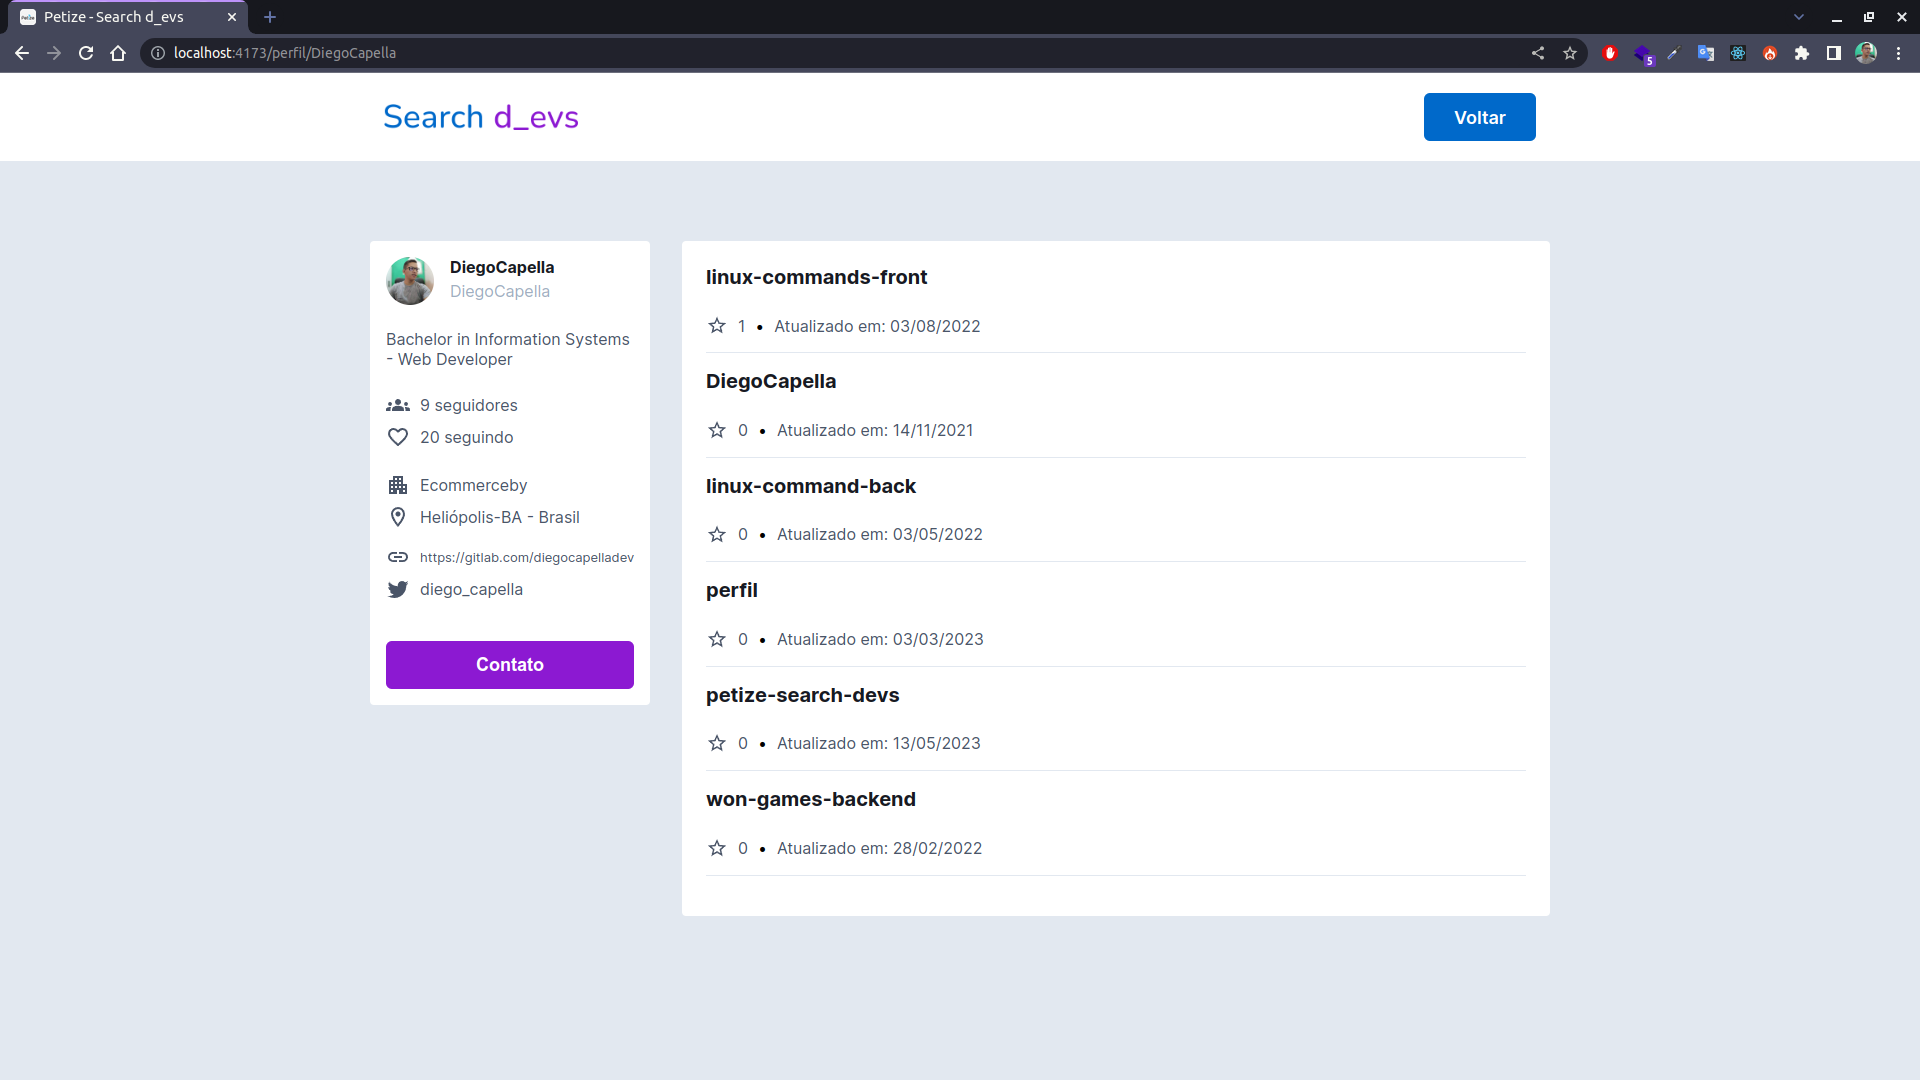 Petize - Search d_evs
localhost:4173/perfil/DiegoCapella
5
Search d_evs
Voltar
DiegoCapella
DiegoCapella
Bachelor in Information Systems
- Web Developer
9 seguidores
20 seguindo
Ecommerceby
Heliópolis-BA - Brasil
https://gitlab.com/diegocapelladev
diego_capella
Contato
linux-commands-front
1 • Atualizado em: 03/08/2022
DiegoCapella
0 • Atualizado em: 14/11/2021
linux-command-back
0 • Atualizado em: 03/05/2022
perfil
0 • Atualizado em: 03/03/2023
petize-search-devs
0 • Atualizado em: 13/05/2023
won-games-backend
0 • Atualizado em: 28/02/2022